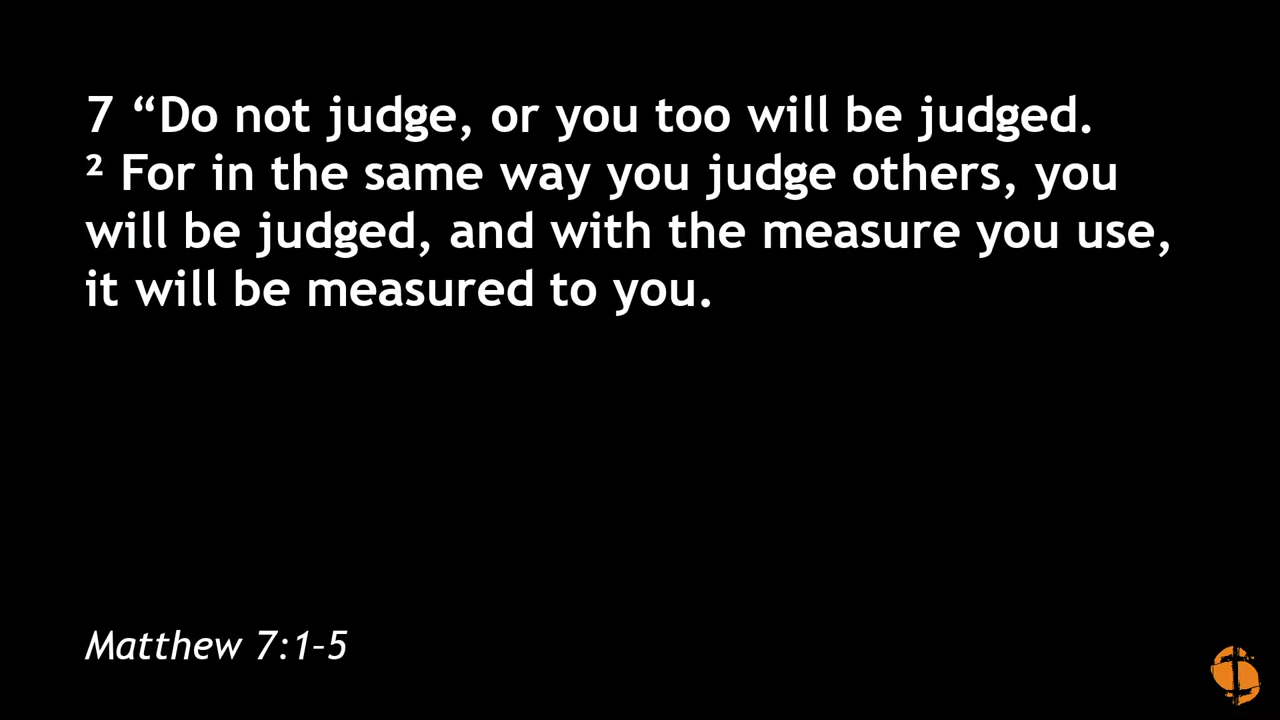 7 “Do not judge, or you too will be judged.
² For in the same way you judge others, you
will be judged, and with the measure you use,
it will be measured to you.
Matthew 7:1–5